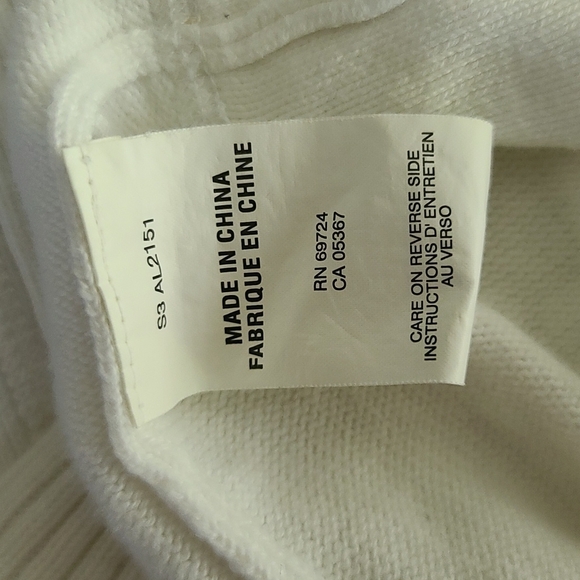 S3 AL2151
MADE IN CHINA
FABRIQUE EN CHINE
RN 69724
CA 05367
CARE ON REVERSE SIDE
INSTRUCTIONS D' ENTRETIEN
AU VERSO